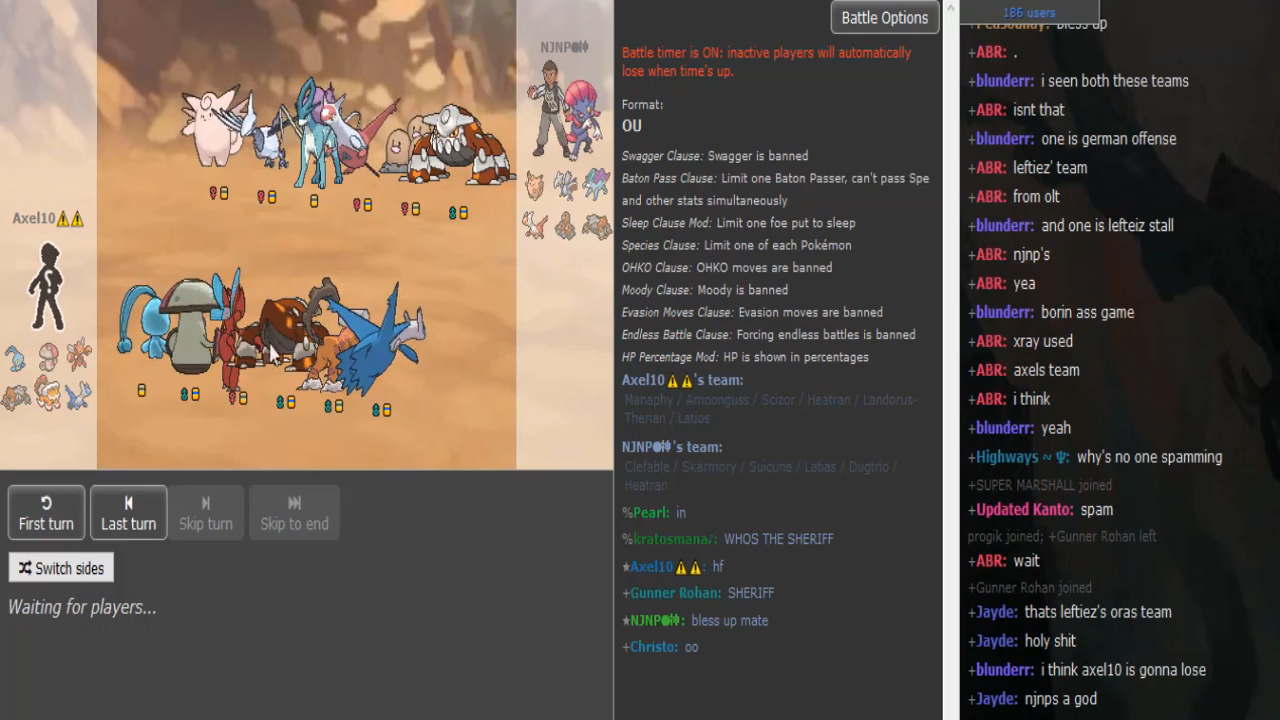 NJNP
Axel10⚠⚠
First turn
Last turn
Skip turn
Skip to end
Switch sides
Waiting for players...
Battle Options
Battle timer is ON: inactive players will automatically
lose when time's up.
Format:
OU
Swagger Clause: Swagger is banned
Baton Pass Clause: Limit one Baton Passer, can't pass Spe
and other stats simultaneously
Sleep Clause Mod: Limit one foe put to sleep
Species Clause: Limit one of each Pokémon
OHKO Clause: OHKO moves are banned
Moody Clause: Moody is banned
Evasion Moves Clause: Evasion moves are banned
Endless Battle Clause: Forcing endless battles is banned
HP Percentage Mod: HP is shown in percentages
Axel10⚠⚠'s team:
Manaphy / Amoonguss / Scizor / Heatran / Landorus-
Therian / Latios
NJNP's team:
Clefable / Skarmory / Suicune / Latias / Dugtrio /
Heatran
%Pearl: in
%kratosmana♪: WHOS THE SHERIFF
★Axel10⚠⚠: hf
+Gunner Rohan: SHERIFF
★NJNP: bless up mate
+Christo: oo
186 users
bless up
+ABR: .
+blunderr: i seen both these teams
+ABR: isnt that
+blunderr: one is german offense
+ABR: leftiez' team
+ABR: from olt
+blunderr: and one is lefteiz stall
+ABR: njnp's
+ABR: yea
+blunderr: borin ass game
+ABR: xray used
+ABR: axels team
+ABR: i think
+blunderr: yeah
+Highways ~ Ψ: why's no one spamming
+SUPER MARSHALL joined
+Updated Kanto: spam
progik joined; +Gunner Rohan left
+ABR: wait
+Gunner Rohan joined
+Jayde: thats leftiez's oras team
+Jayde: holy shit
+blunderr: i think axel10 is gonna lose
+Jayde: njnps a god